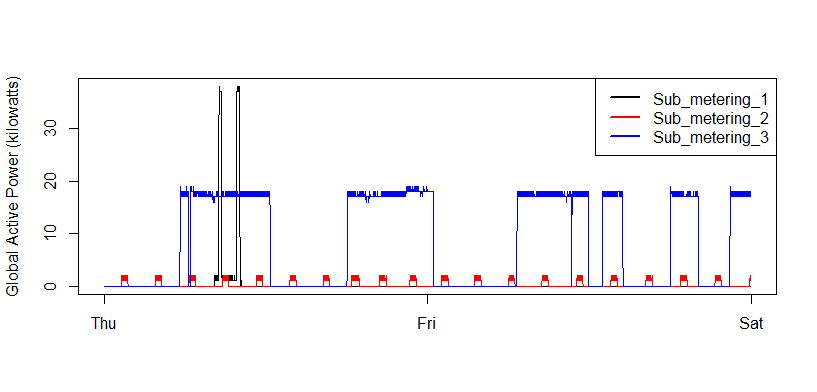 Global Active Power (kilowatts)
30
20
10
0
Sub_metering_1
Sub_metering_2
Sub_metering_3
Thu
Fri
Sat